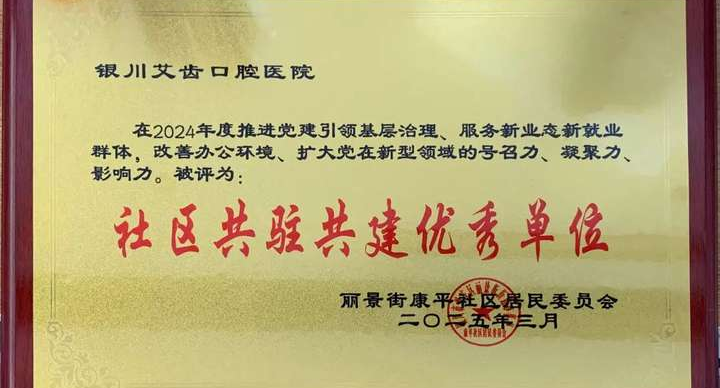 银川艾齿口腔医院
在2024年度推进党建引领基层治理、服务新业态新就业
群体，改善办公环境、扩大党在新型领域的号召力、凝聚力、
影响力。被评为：
社区共驻共建优秀单位
丽景街康平社区居民委员会
二〇二五年三月